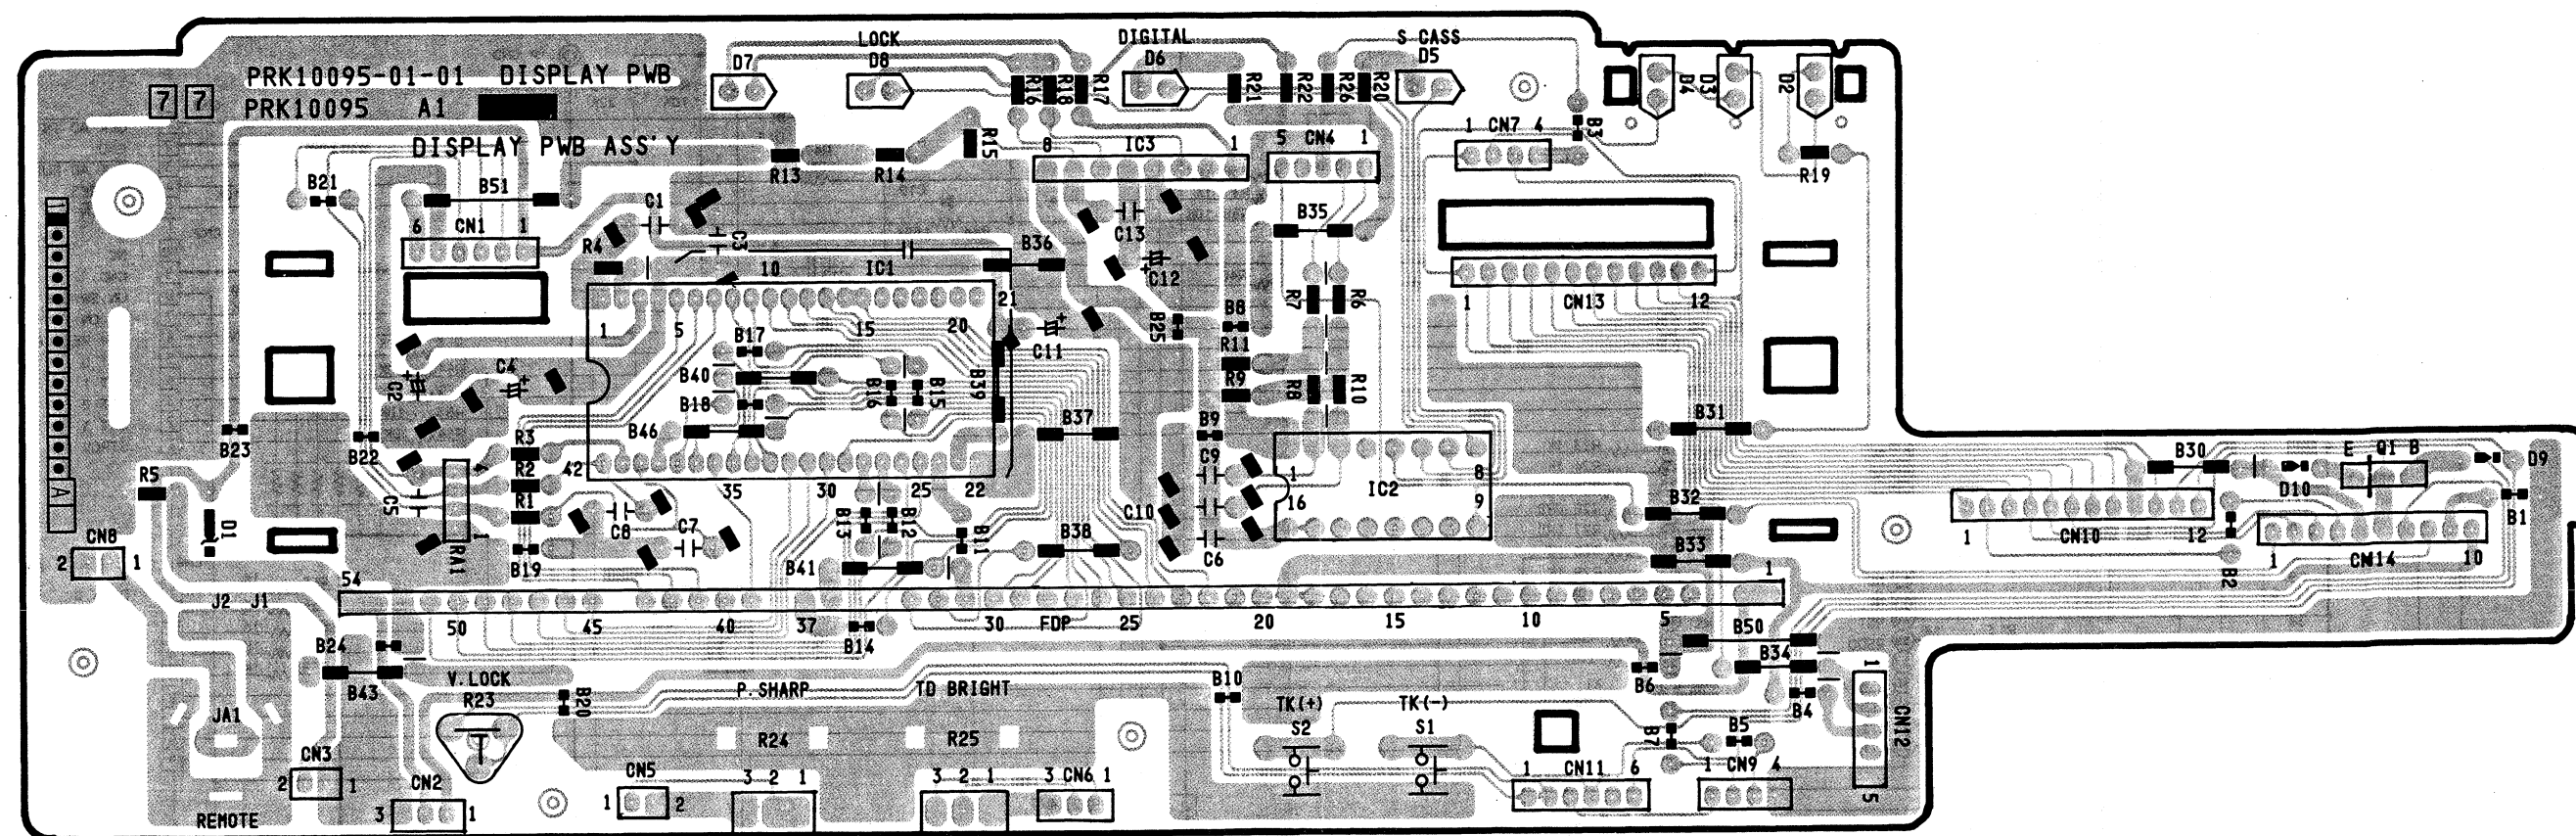 LOCK DIGITAL S CASS
PRK10095-01-01 DISPLAY PWB
7 7 PRK10095 A1
DISPLAY PWB ASS'Y
D7 D8 D6 D5 D4 D3 D2
R16 R18 R17 R21 R22 R26 R20
R13 R14 R15 8 IC3 1 5 CN4 1 1 CN7 4 B3 R19
B21 B51 C1 C13 B35
6 CN1 1 R4 C3 B36 C12
10 IC1 21 R7 R6 1 CN13 12
1 5 B17 15 20 C11 B25 B8
C2 C4 B40 B16 B15 B39 R11
B18 R9 R8 R10
B23 B22 R3 B46 B37 B9 B31
R5 R2 42 35 30 25 22 C9 1 IC2 8 B30 E Q1 B D9
A C5 4 R1 16 9 B32 D10
D1 RA1 1 C8 C7 B13 B12 B11 B38 C10 C6 1 CN10 12 B1
CN8 2 1 B19 B41 B33 B2 1 CN14 10
54 1
J2 J1
50 45 40 37 30 FDP 25 20 15 10 5
B24 B14 B50
B43 V.LOCK P.SHARP TD BRIGHT B10 B6 B34 1
JA1 R23 B20 TK(+) TK(-) B4 CN12
R24 R25 S2 S1 B7 B5
CN3 2 1 CN2 CN5 1 2 3 2 1 3 2 1 3 CN6 1 1 CN11 6 1 CN9 4 5
REMOTE 3 1